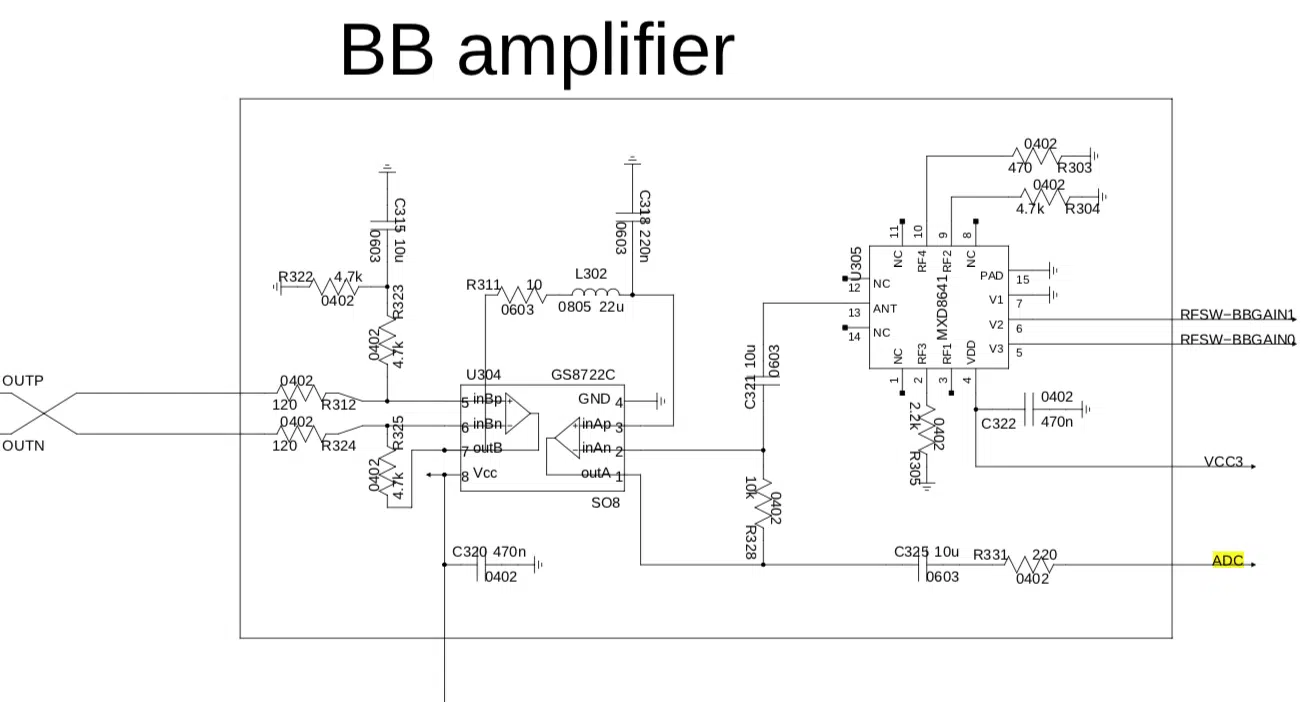 BB amplifier
0402
470 R303
0402
4.7k R304
C315 10u
0603
C318 220n
0603
R322 4.7k
0402
R323
0402
4.7k
R311 10
0603
L302
0805 22u
U305
11
NC
10
RF4
9
RF2
8
NC
12 NC
13 ANT
14 NC
MXD8641
PAD 15
V1 7
V2 6
V3 5
NC
1
RF3
2
RF1
3
VDD
4
RFSW-BBGAIN1
RFSW-BBGAIN0
OUTP
OUTN
0402
120 R312
0402
120 R324
R325
0402
4.7k
U304 GS8722C
5 inBp +
6 inBn -
7 outB
8 Vcc
GND 4
+ inAp 3
- inAn 2
outA 1
SO8
C321 10u
0603
2.2k
0402
R305
C322
0402
470n
VCC3
10k
0402
R328
C320 470n
0402
C325 10u
0603
R331 220
0402
ADC